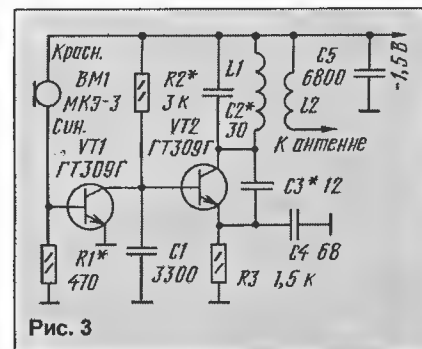 Красн.
ВМ1
МКЭ-3
Син.
VT1
ГТ309Г
R1*
470
R2*
3 к
VT2
ГТ309Г
C1
3300
L1
C2*
30
L2
C5
6800
-1,5 В
К антенне
C3* 12
C4 68
R3 1,5 к
Рис. 3